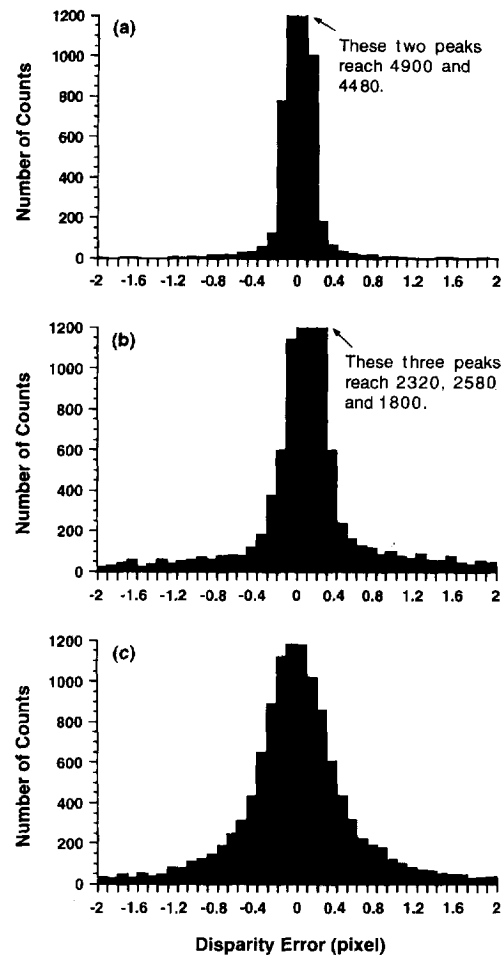 (a)
These two peaks
reach 4900 and
4480.
Number of Counts
1200
1000
800
600
400
200
0
-2 -1.6 -1.2 -0.8 -0.4 0 0.4 0.8 1.2 1.6 2
(b)
These three peaks
reach 2320, 2580
and 1800.
Number of Counts
1200
1000
800
600
400
200
0
-2 -1.6 -1.2 -0.8 -0.4 0 0.4 0.8 1.2 1.6 2
(c)
Number of Counts
1200
1000
800
600
400
200
0
-2 -1.6 -1.2 -0.8 -0.4 0 0.4 0.8 1.2 1.6 2
Disparity Error (pixel)